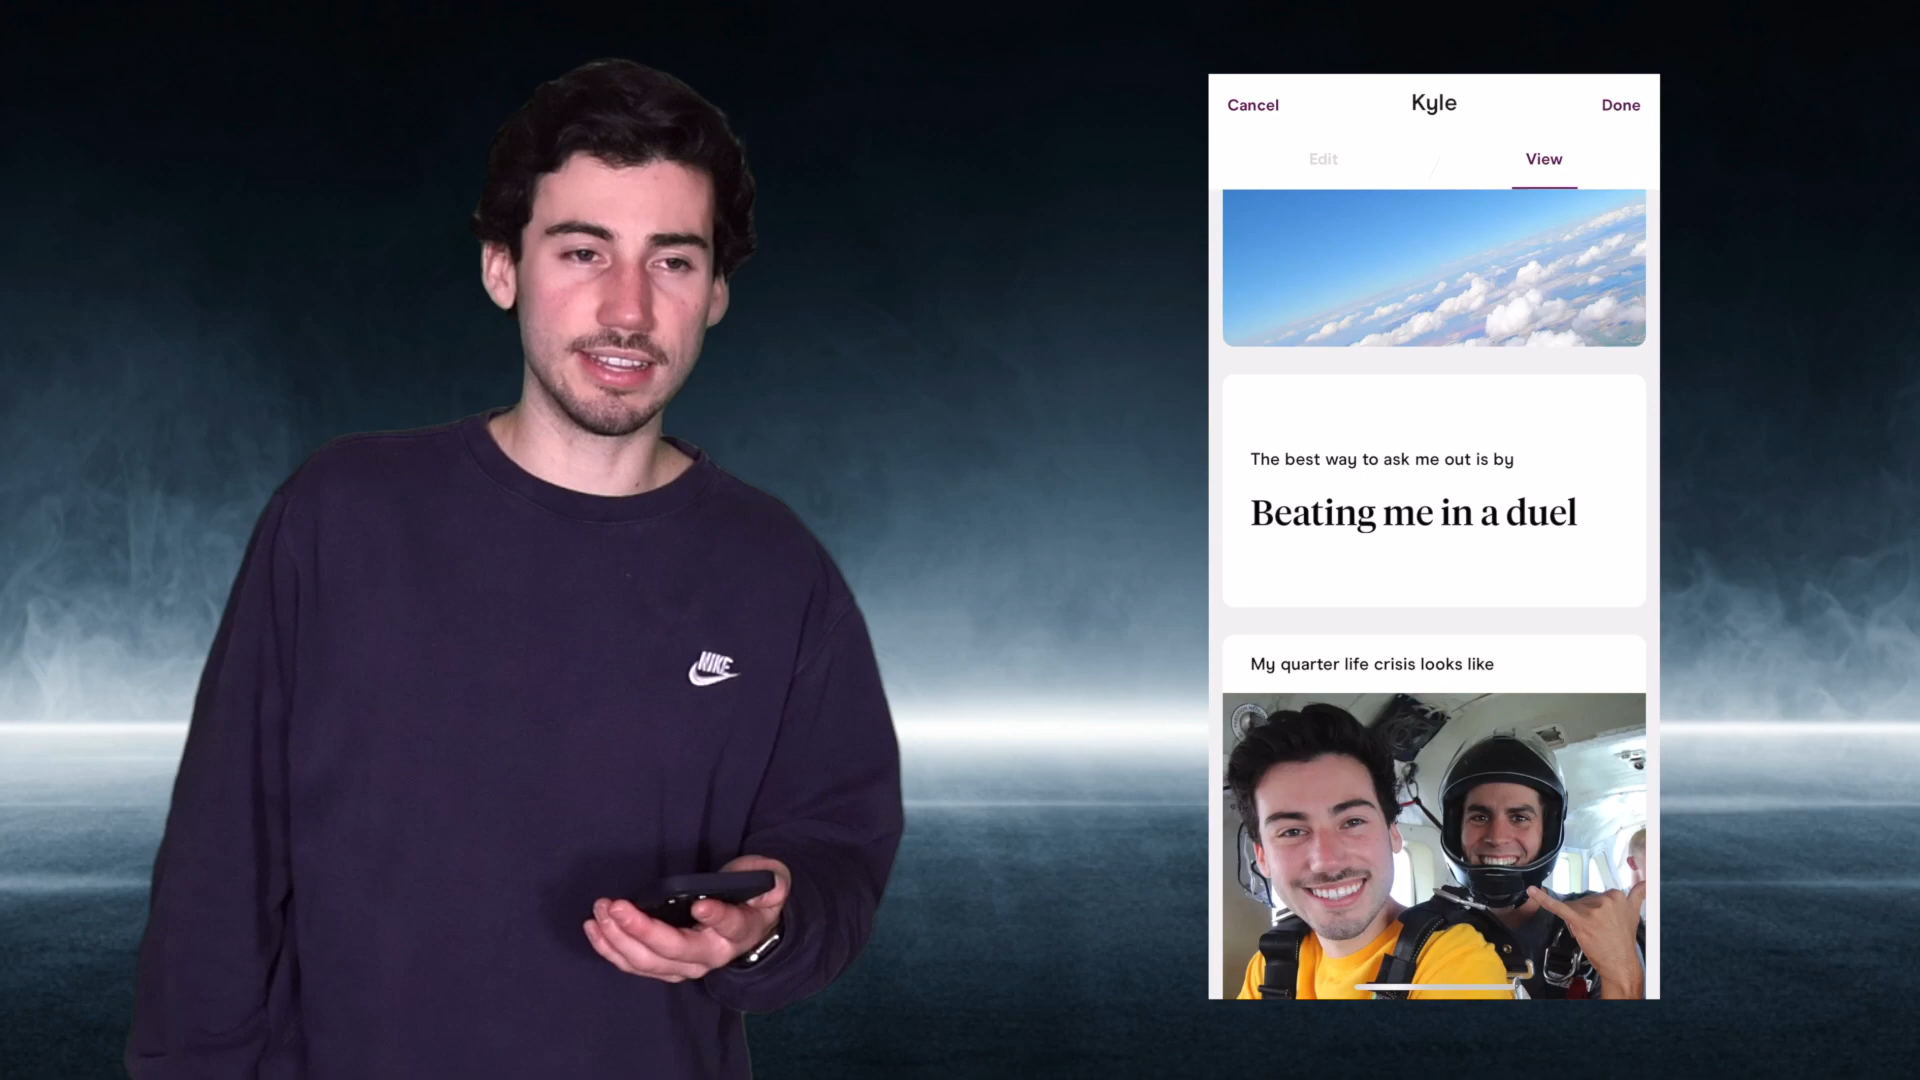 Cancel
Kyle
Done
Edit
View
The best way to ask me out is by
Beating me in a duel
My quarter life crisis looks like
NIKE